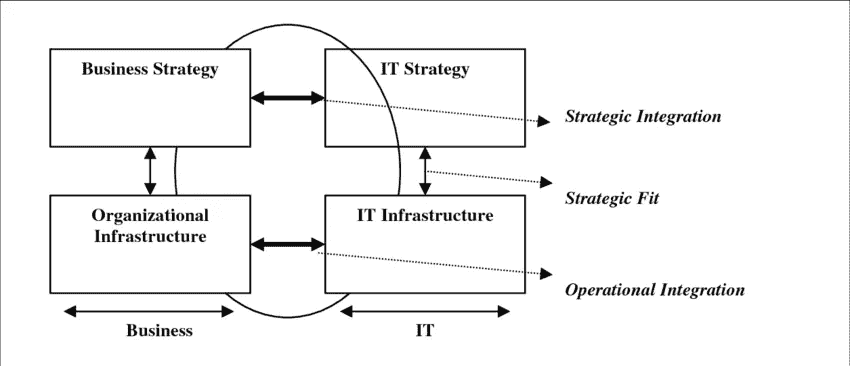 Business Strategy
IT Strategy
Strategic Integration
Strategic Fit
Organizational
Infrastructure
IT Infrastructure
Operational Integration
Business
IT